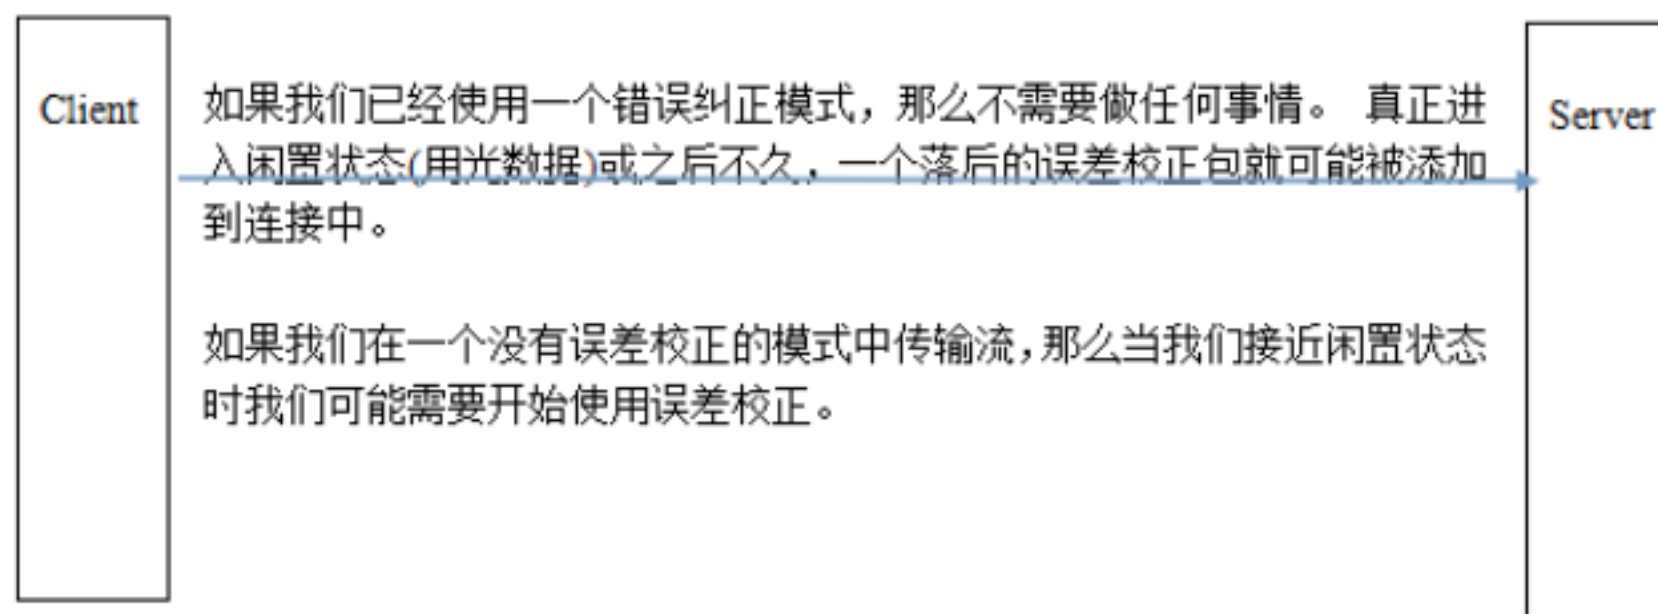 Client
如果我们已经使用一个错误纠正模式，那么不需要做任何事情。 真正进
入闲置状态(用光数据)或之后不久，一个落后的误差校正包就可能被添加
到连接中。
如果我们在一个没有误差校正的模式中传输流，那么当我们接近闲置状态
时我们可能需要开始使用误差校正。
Server